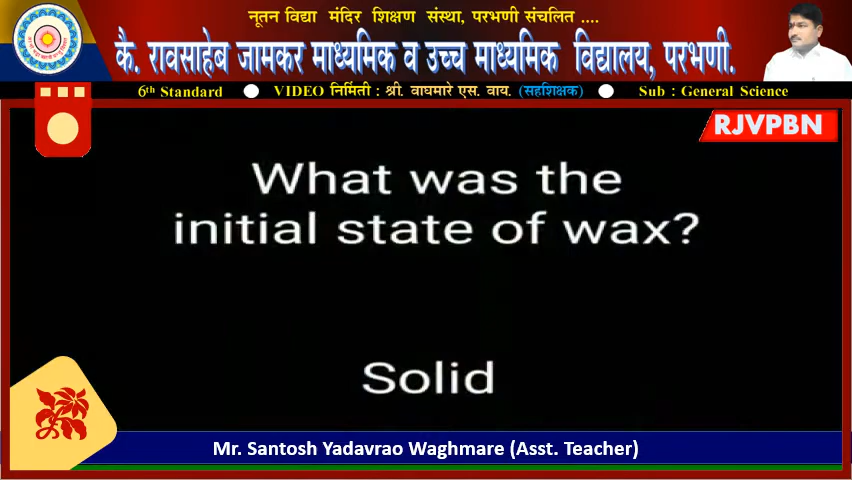 नूतन विद्या मंदिर शिक्षण संस्था, परभणी संचलित ....
कै. रावसाहेब जामकर माध्यमिक व उच्च माध्यमिक विद्यालय, परभणी.
6th Standard VIDEO निर्मिती : श्री. वाघमारे एस. वाय. (सहशिक्षक) Sub : General Science
RJVPBN
What was the
initial state of wax?
Solid
Mr. Santosh Yadavrao Waghmare (Asst. Teacher)